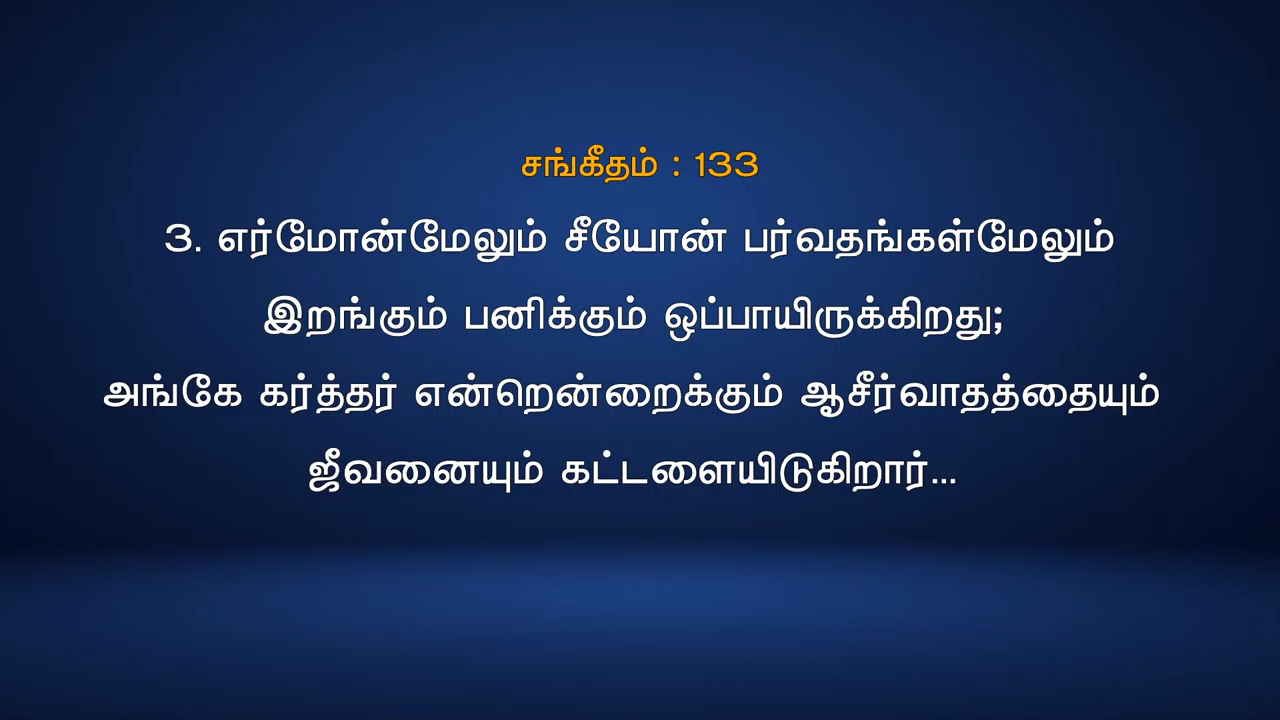 சங்கீதம் : 133
3. எர்மோன்மேலும் சீயோன் பர்வதங்கள்மேலும்
இறங்கும் பனிக்கும் ஒப்பாயிருக்கிறது;
அங்கே கர்த்தர் என்றென்றைக்கும் ஆசீர்வாதத்தையும்
ஜீவனையும் கட்டளையிடுகிறார்...